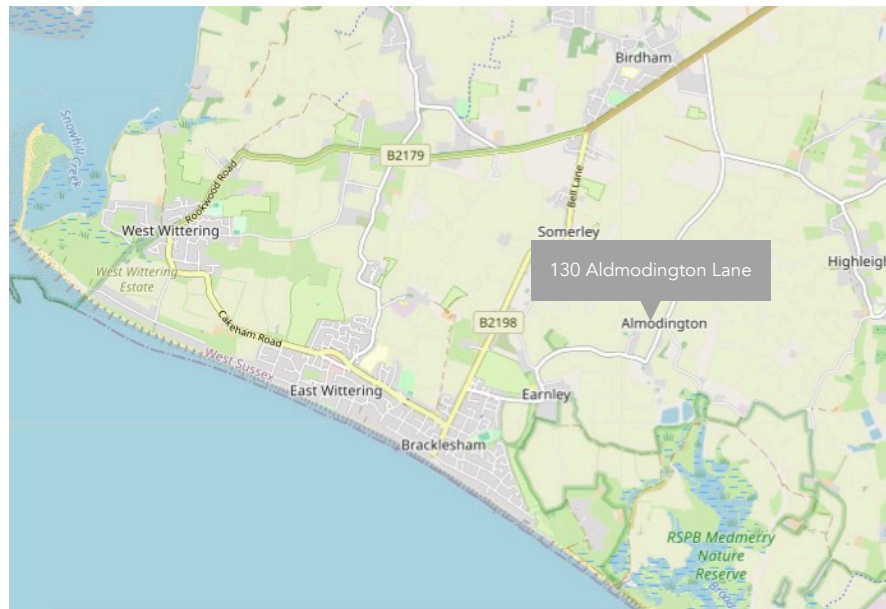 Birdham
Snowhill
Creek
B2179
Rookwood Road
Bell Lane
West Wittering
Somerley
130 Aldmodington Lane
Highleigh
West Wittering
Estate
Cakeham Road
B2198
Almodington
West Sussex
East Wittering
Earnley
Bracklesham
RSPB Medmerry
Nature
Reserve